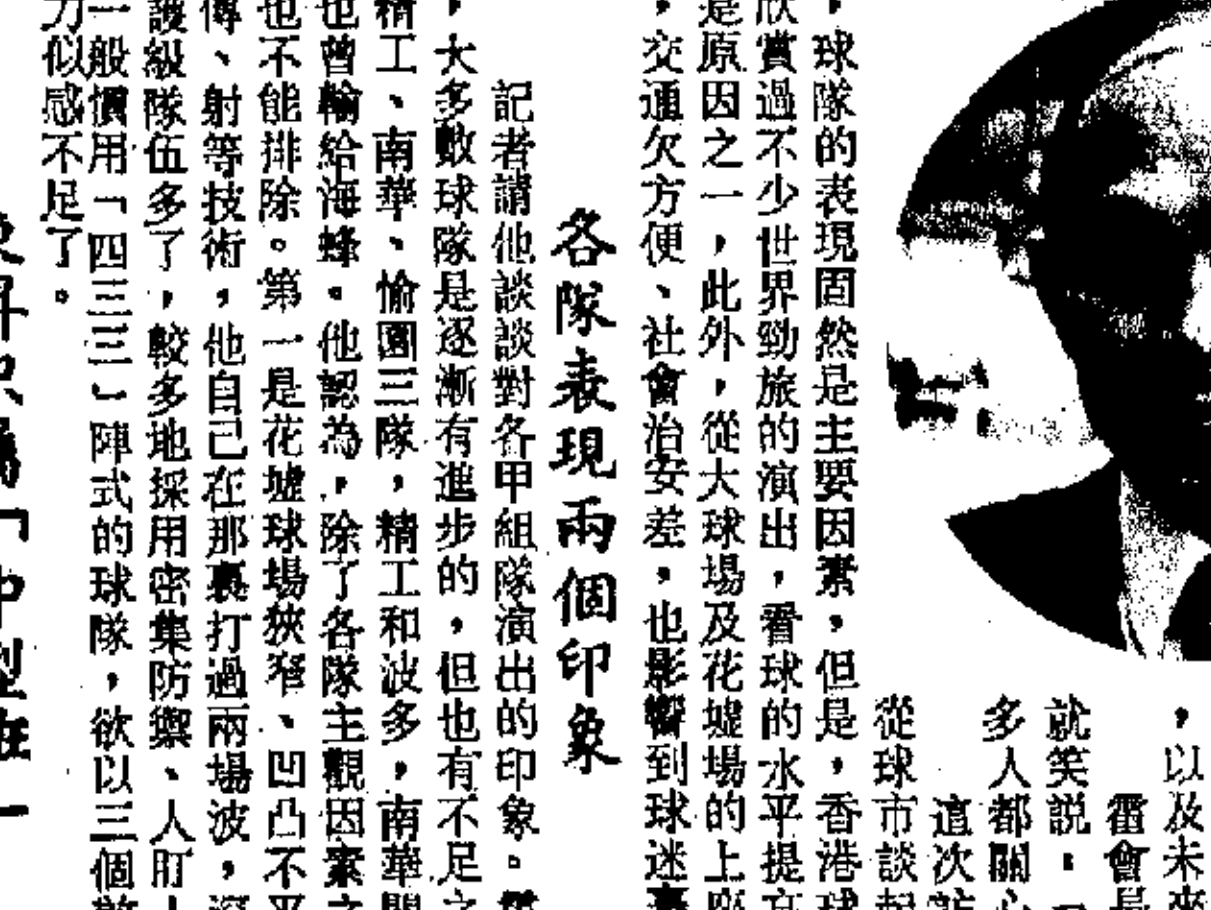 ，以及未來
霍會長
就笑説：「
多人都關心
這次訪
從球市談起
，球隊的表現固然是主要因素，但是，香港球
欣賞過不少世界勁旅的演出，看球的水平提高
是原因之一，此外，從大球場及花墟場的上座
，交通欠方便、社會治安差，也影響到球迷
各隊表現兩個印象
記者請他談談對各甲組隊演出的印象。
，大多數球隊是逐漸有進步的，但也有不足之
精工、南華、愉園三隊，精工和波多，南華開
也曾輸給海蜂。他認為，除了各隊主觀因素之
也不能排除。第一是花墟球場狹窄、凹凸不平
傳、射等技術，他自己在那裏打過兩場波，深
護級隊伍多了，較多地採用密集防禦、人盯人
一般慣用「四三三」陣式的球隊，欲以三個前
力似感不足了。